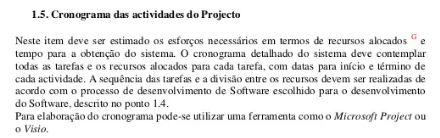 1.5. Cronograma das actividades do Projecto
Neste item deve ser estimado os esforços necessários em termos de recursos alocados G e
tempo para a obtenção do sistema. O cronograma detalhado do sistema deve contemplar
todas as tarefas e os recursos alocados para cada tarefa, com datas para início e término de
cada actividade. A sequência das tarefas e a divisão entre os recursos devem ser realizadas de
acordo com o processo de desenvolvimento de Software escolhido para o desenvolvimento
do Software, descrito no ponto 1.4.
Para elaboração do cronograma pode-se utilizar uma ferramenta como o Microsoft Project ou
o Visio.